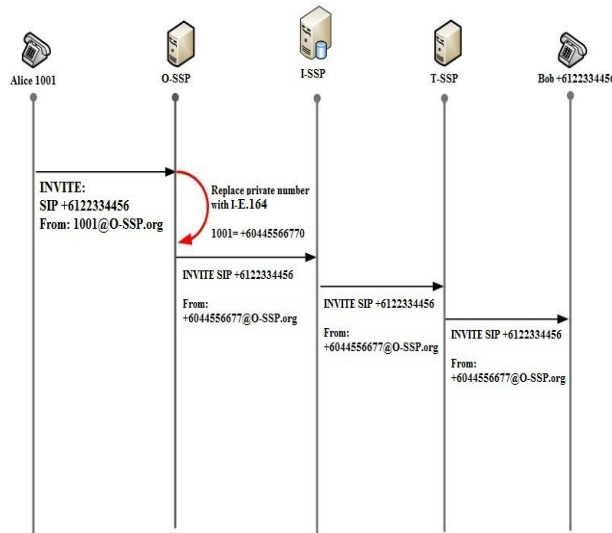 Alice 1001
O-SSP
I-SSP
T-SSP
Bob +6122334456
INVITE:
SIP +6122334456
From: 1001@O-SSP.org
Replace private number
with I-E.164
1001= +60445566770
INVITE SIP +6122334456
From:
+6044556677@O-SSP.org
INVITE SIP +6122334456
From:
+6044556677@O-SSP.org
INVITE SIP +6122334456
From:
+6044556677@O-SSP.org